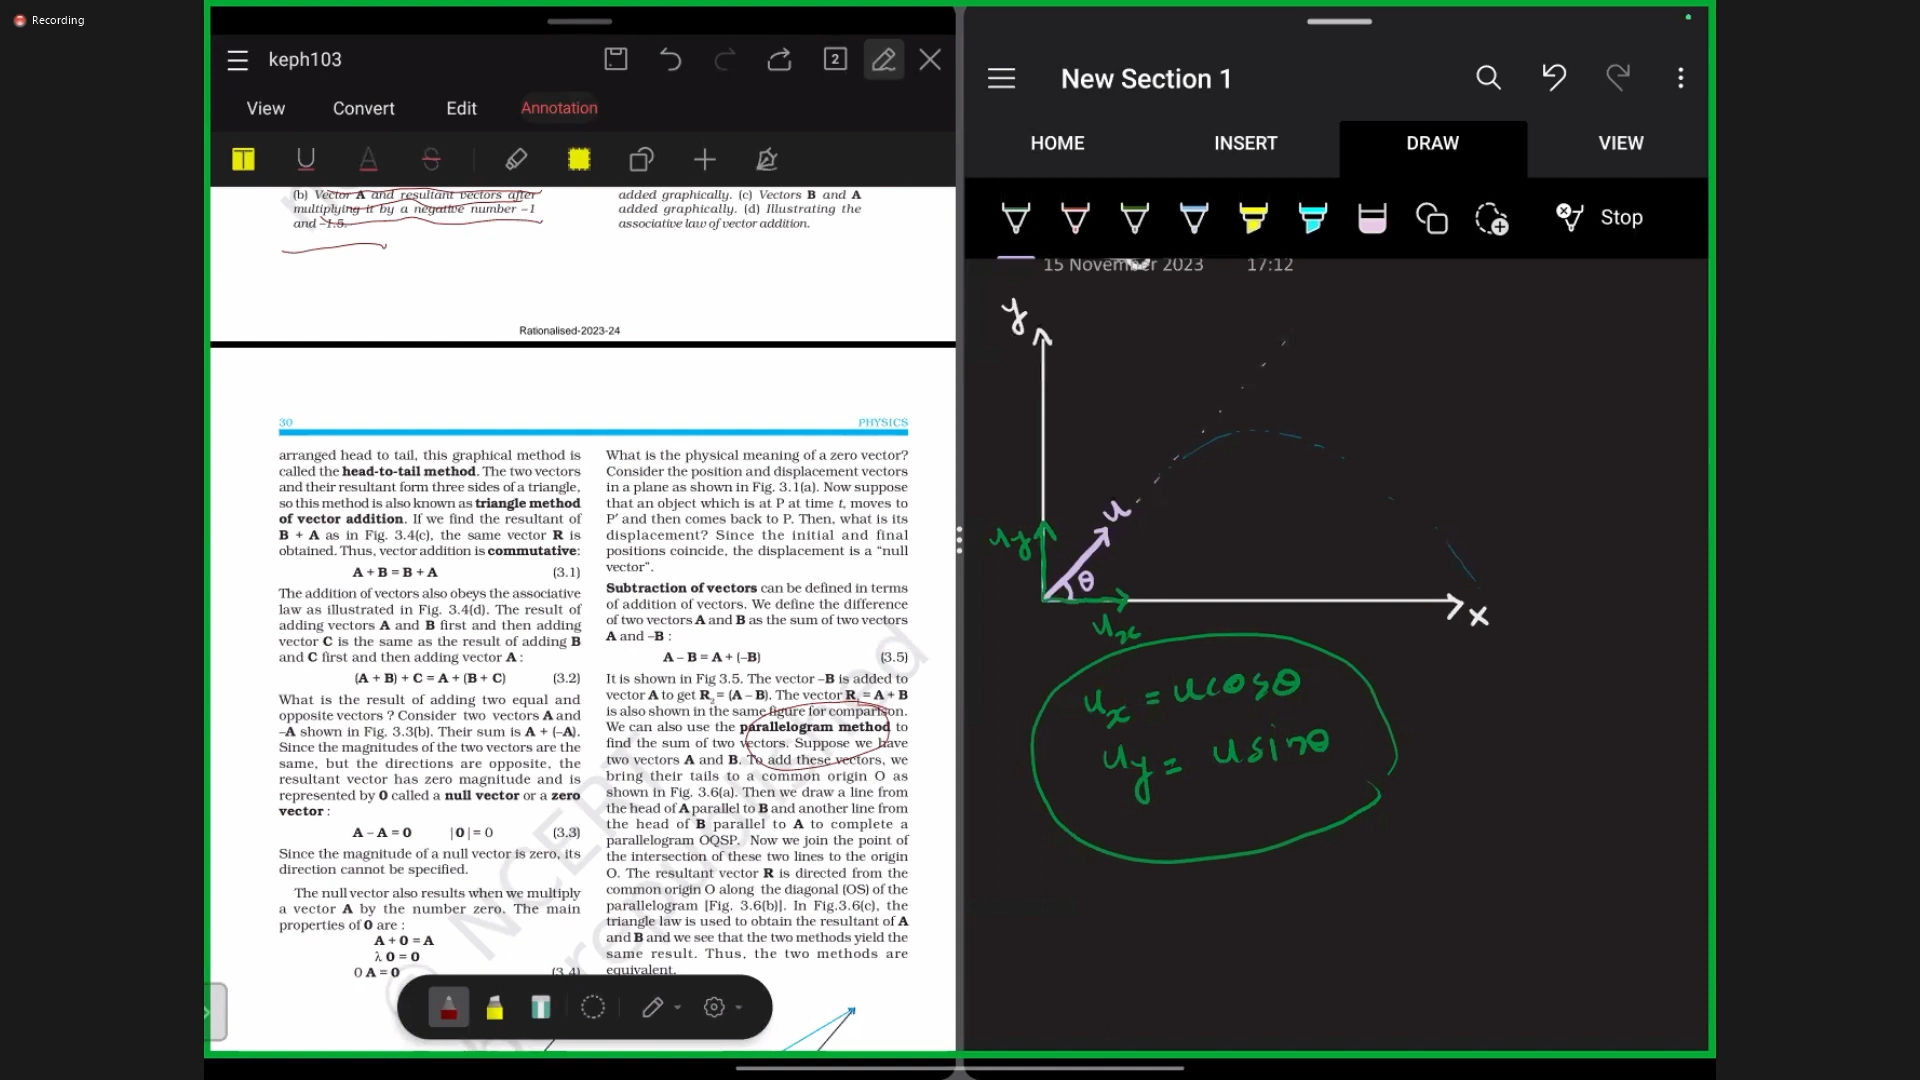 Recording
keph103
2
View Convert Edit Annotation
(b) Vector A and resultant vectors after
multiplying it by a negative number –1
and –1.5.
added graphically. (c) Vectors B and A
added graphically. (d) Illustrating the
associative law of vector addition.
Rationalised-2023-24
30 PHYSICS
arranged head to tail, this graphical method is
called the head-to-tail method. The two vectors
and their resultant form three sides of a triangle,
so this method is also known as triangle method
of vector addition. If we find the resultant of
B + A as in Fig. 3.4(c), the same vector R is
obtained. Thus, vector addition is commutative:
A + B = B + A (3.1)
The addition of vectors also obeys the associative
law as illustrated in Fig. 3.4(d). The result of
adding vectors A and B first and then adding
vector C is the same as the result of adding B
and C first and then adding vector A :
(A + B) + C = A + (B + C) (3.2)
What is the result of adding two equal and
opposite vectors ? Consider two vectors A and
–A shown in Fig. 3.3(b). Their sum is A + (–A).
Since the magnitudes of the two vectors are the
same, but the directions are opposite, the
resultant vector has zero magnitude and is
represented by 0 called a null vector or a zero
vector :
A – A = 0 |0| = 0 (3.3)
Since the magnitude of a null vector is zero, its
direction cannot be specified.
The null vector also results when we multiply
a vector A by the number zero. The main
properties of 0 are :
A + 0 = A
λ 0 = 0
0 A = 0 (3.4)
What is the physical meaning of a zero vector?
Consider the position and displacement vectors
in a plane as shown in Fig. 3.1(a). Now suppose
that an object which is at P at time t, moves to
P′ and then comes back to P. Then, what is its
displacement? Since the initial and final
positions coincide, the displacement is a “null
vector”.
Subtraction of vectors can be defined in terms
of addition of vectors. We define the difference
of two vectors A and B as the sum of two vectors
A and –B :
A – B = A + (–B) (3.5)
It is shown in Fig 3.5. The vector –B is added to
vector A to get R₂ = (A – B). The vector R₁ = A + B
is also shown in the same figure for comparison.
We can also use the parallelogram method to
find the sum of two vectors. Suppose we have
two vectors A and B. To add these vectors, we
bring their tails to a common origin O as
shown in Fig. 3.6(a). Then we draw a line from
the head of A parallel to B and another line from
the head of B parallel to A to complete a
parallelogram OQSP. Now we join the point of
the intersection of these two lines to the origin
O. The resultant vector R is directed from the
common origin O along the diagonal (OS) of the
parallelogram [Fig. 3.6(b)]. In Fig.3.6(c), the
triangle law is used to obtain the resultant of A
and B and we see that the two methods yield the
same result. Thus, the two methods are
equivalent.
© NCERT
republished
New Section 1
HOME INSERT DRAW VIEW
Stop
15 November 2023 17:12
y
u
uy
θ
x
ux
ux = ucosθ
uy = usinθ